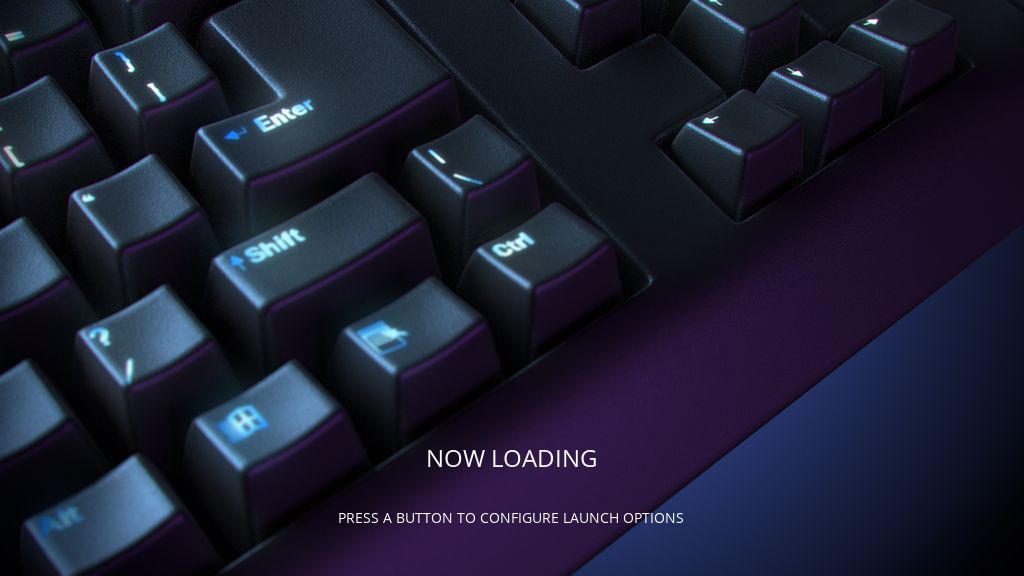 =
}
]
[
Enter
"
Shift
|
\
Ctrl
?
/
Alt
NOW LOADING
PRESS A BUTTON TO CONFIGURE LAUNCH OPTIONS